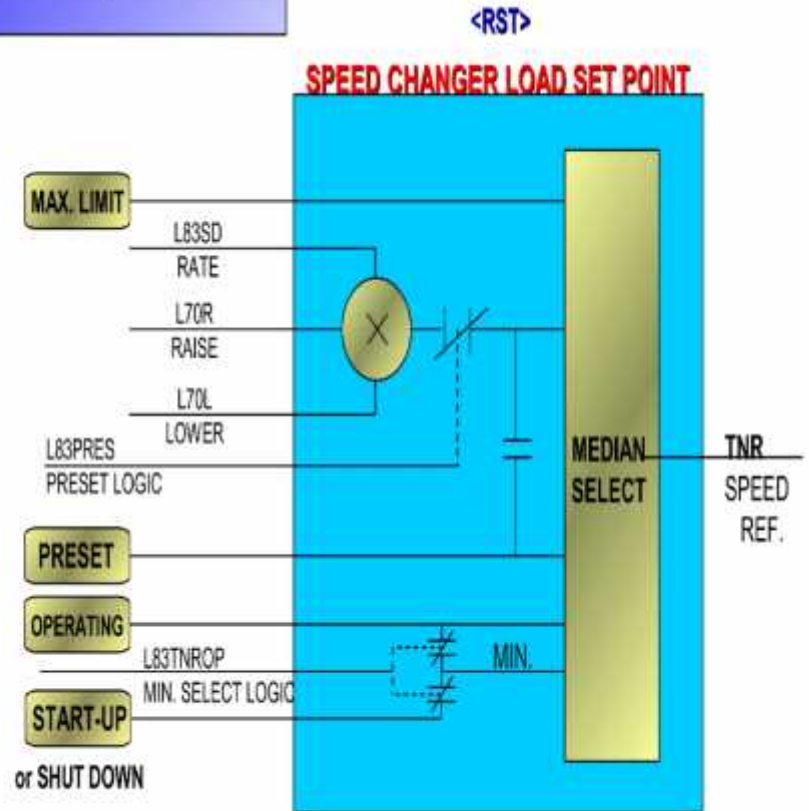 <RST>
SPEED CHANGER LOAD SET POINT
MAX. LIMIT
L83SD
RATE
L70R
RAISE
L70L
LOWER
L83PRES
PRESET LOGIC
MEDIAN
SELECT
TNR
SPEED
REF.
PRESET
OPERATING
L83TNROP
MIN. SELECT LOGIC
MIN.
START-UP
or SHUT DOWN